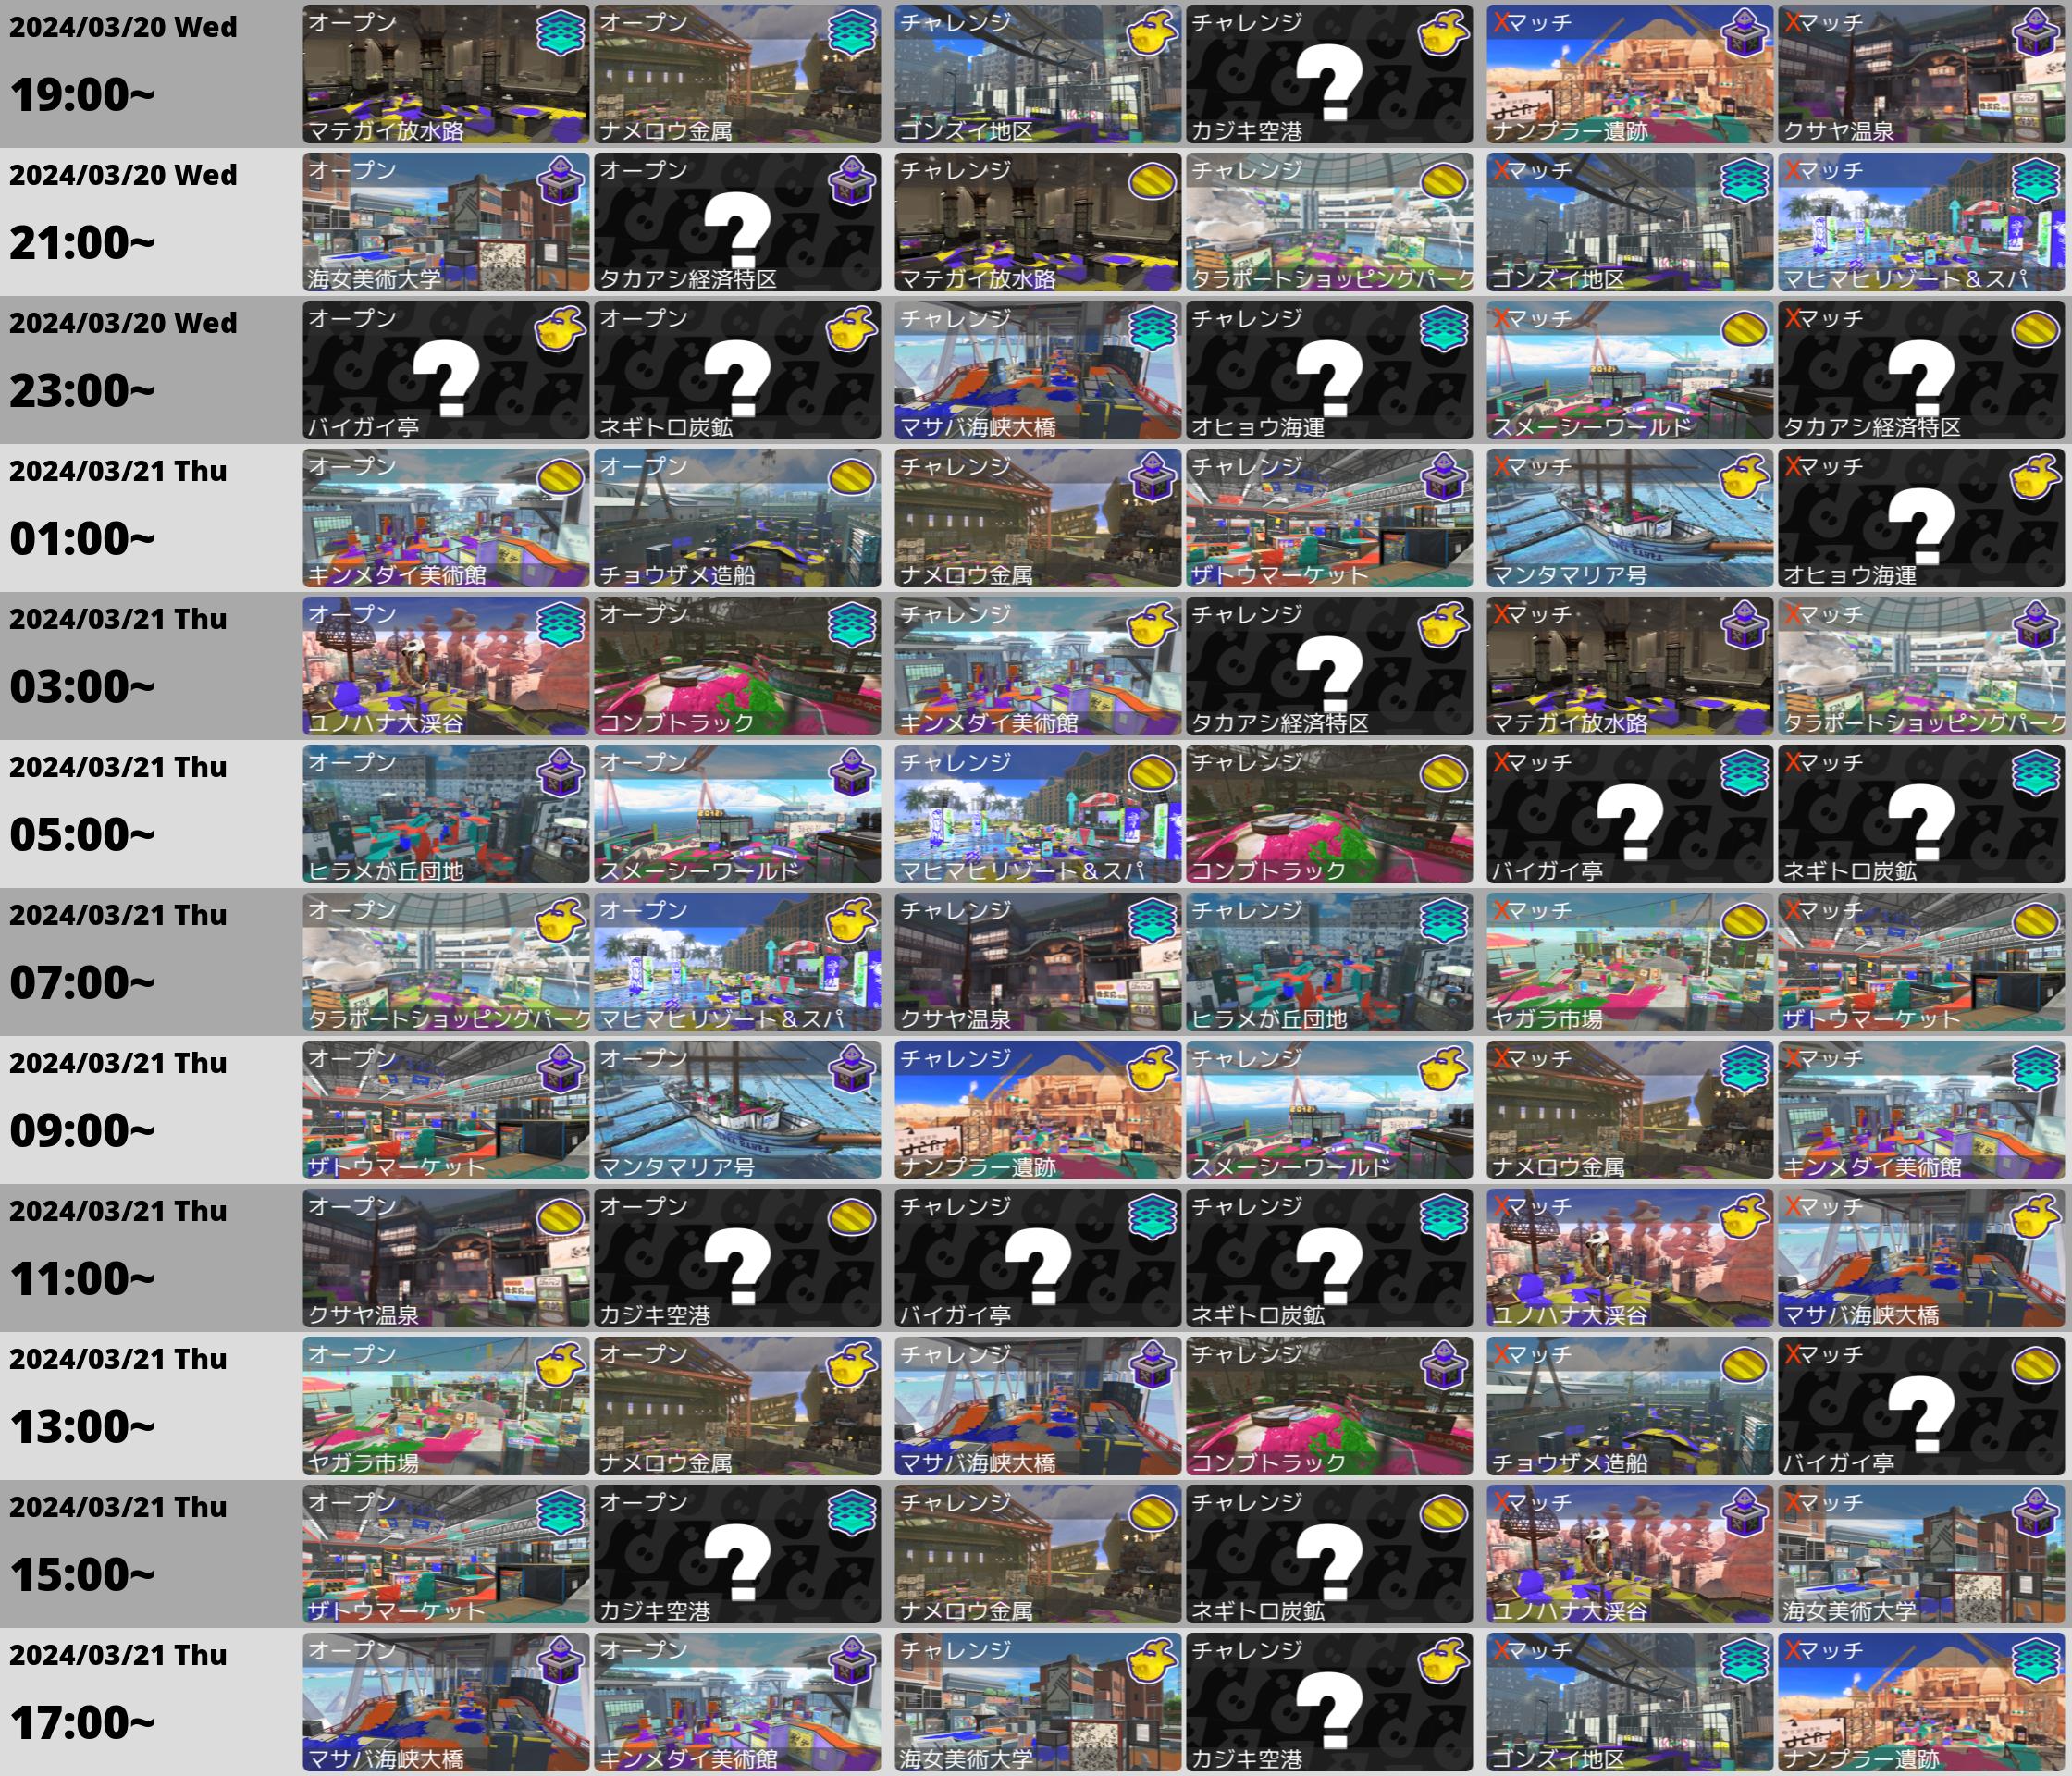 2024/03/20 Wed
19:00~
オープン オープン チャレンジ チャレンジ Xマッチ Xマッチ
マテガイ放水路 ナメロウ金属 ゴンズイ地区 カジキ空港 ナンプラー遺跡 クサヤ温泉
2024/03/20 Wed
21:00~
オープン オープン チャレンジ チャレンジ Xマッチ Xマッチ
海女美術大学 タカアシ経済特区 マテガイ放水路 タラポートショッピングパーク ゴンズイ地区 マヒマヒリゾート&スパ
2024/03/20 Wed
23:00~
オープン オープン チャレンジ チャレンジ Xマッチ Xマッチ
バイガイ亭 ネギトロ炭鉱 マサバ海峡大橋 オヒョウ海運 スメーシーワールド タカアシ経済特区
2024/03/21 Thu
01:00~
オープン オープン チャレンジ チャレンジ Xマッチ Xマッチ
キンメダイ美術館 チョウザメ造船 ナメロウ金属 ザトウマーケット マンタマリア号 オヒョウ海運
2024/03/21 Thu
03:00~
オープン オープン チャレンジ チャレンジ Xマッチ Xマッチ
ユノハナ大渓谷 コンブトラック キンメダイ美術館 タカアシ経済特区 マテガイ放水路 タラポートショッピングパーク
2024/03/21 Thu
05:00~
オープン オープン チャレンジ チャレンジ Xマッチ Xマッチ
ヒラメが丘団地 スメーシーワールド マヒマヒリゾート&スパ コンブトラック バイガイ亭 ネギトロ炭鉱
2024/03/21 Thu
07:00~
オープン オープン チャレンジ チャレンジ Xマッチ Xマッチ
タラポートショッピングパーク マヒマヒリゾート&スパ クサヤ温泉 ヒラメが丘団地 ヤガラ市場 ザトウマーケット
2024/03/21 Thu
09:00~
オープン オープン チャレンジ チャレンジ Xマッチ Xマッチ
ザトウマーケット マンタマリア号 ナンプラー遺跡 スメーシーワールド ナメロウ金属 キンメダイ美術館
2024/03/21 Thu
11:00~
オープン オープン チャレンジ チャレンジ Xマッチ Xマッチ
クサヤ温泉 カジキ空港 バイガイ亭 ネギトロ炭鉱 ユノハナ大渓谷 マサバ海峡大橋
2024/03/21 Thu
13:00~
オープン オープン チャレンジ チャレンジ Xマッチ Xマッチ
ヤガラ市場 ナメロウ金属 マサバ海峡大橋 コンブトラック チョウザメ造船 バイガイ亭
2024/03/21 Thu
15:00~
オープン オープン チャレンジ チャレンジ Xマッチ Xマッチ
ザトウマーケット カジキ空港 ナメロウ金属 ネギトロ炭鉱 ユノハナ大渓谷 海女美術大学
2024/03/21 Thu
17:00~
オープン オープン チャレンジ チャレンジ Xマッチ Xマッチ
マサバ海峡大橋 キンメダイ美術館 海女美術大学 カジキ空港 ゴンズイ地区 ナンプラー遺跡